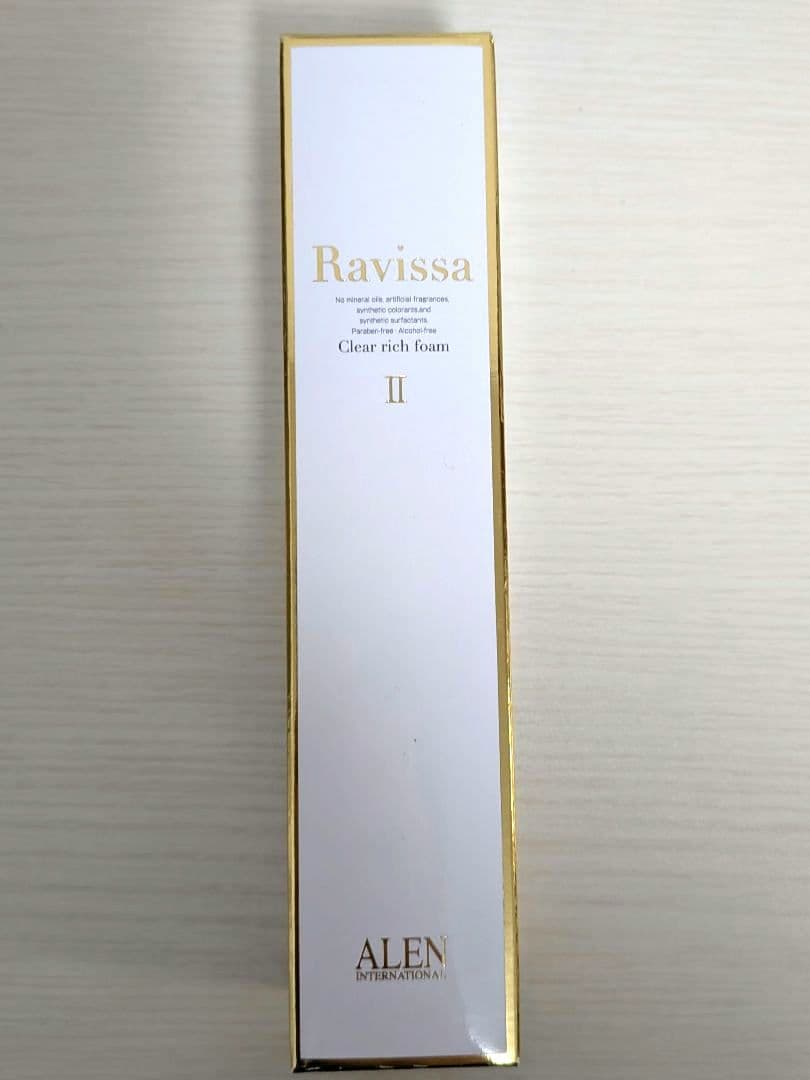 Ravissa
No mineral oils, artificial fragrances,
synthetic colorants,and
synthetic surfactants.
Paraben-free · Alcohol-free
Clear rich foam
II
ALEN
INTERNATIONAL